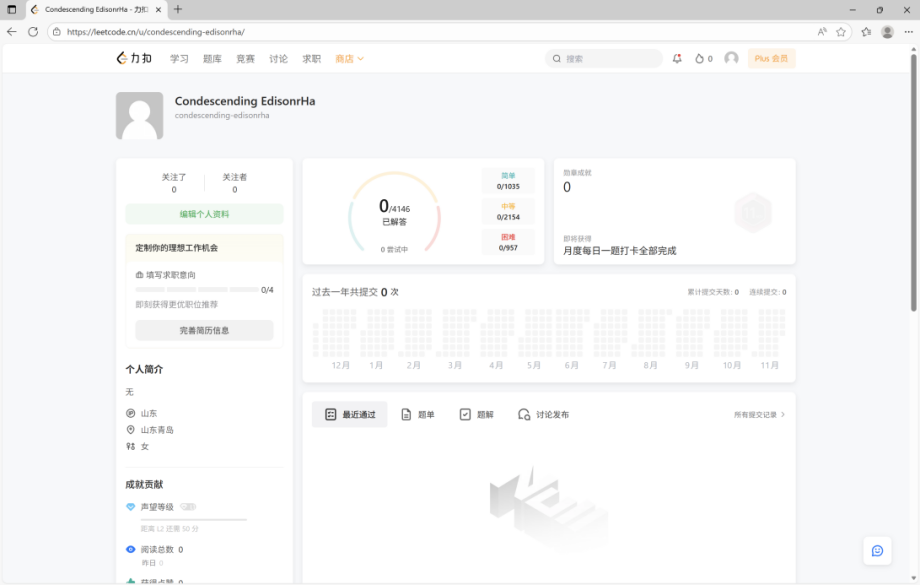 Condescending EdisonrHa - 力扣
https://leetcode.cn/u/condescending-edisonrha/
力扣 学习 题库 竞赛 讨论 求职 商店 搜索 0 Plus 会员
Condescending EdisonrHa
condescending-edisonrha
关注了 关注者
0 0
编辑个人资料
定制你的理想工作机会
填写求职意向
0/4
即刻获得更优职位推荐
完善简历信息
个人简介
无
山东
山东青岛
女
成就贡献
声望等级
距离 L2 还需 50 分
阅读总数 0
昨日 0
获得点赞 0
0/4146
已解答
0 尝试中
简单
0/1035
中等
0/2154
困难
0/957
勋章成就
0
即将获得
月度每日一题打卡全部完成
过去一年共提交 0 次
累计提交天数: 0 连续提交: 0
12月 1月 2月 3月 4月 5月 6月 7月 8月 9月 10月 11月
最近通过 题单 题解 讨论发布 所有提交记录